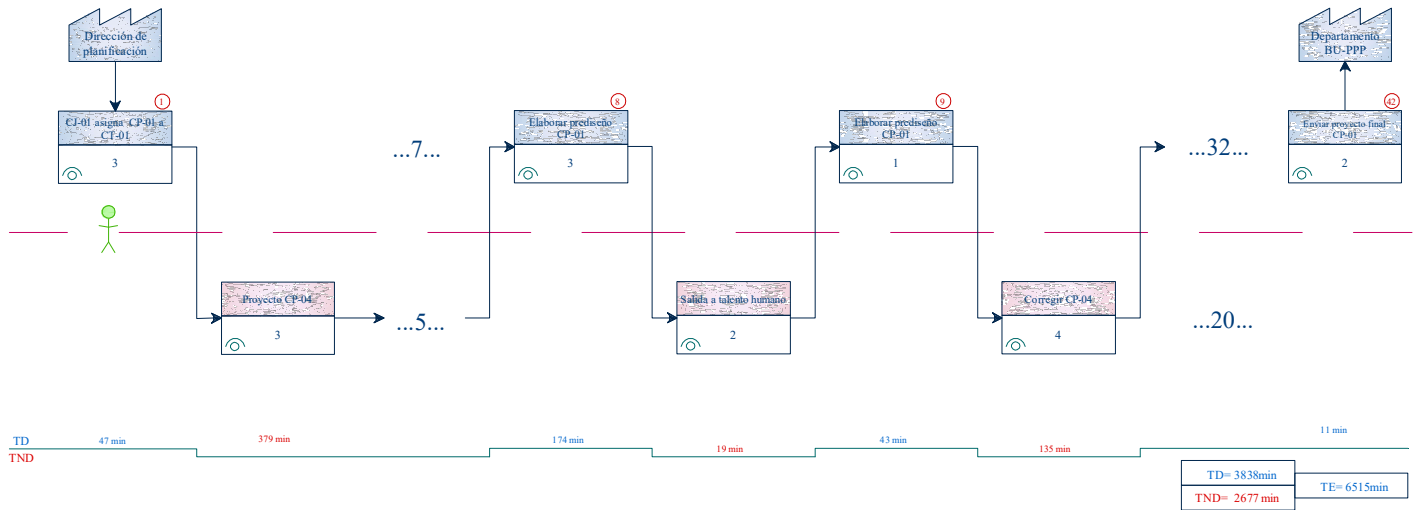 Dirección de
planificación
Departamento
BU-PPP
1
CJ-01 asigna CP-01 a
CT-01
3
...7...
8
Elaborar prediseño
CP-01
3
9
Elaborar prediseño
CP-01
1
...32...
42
Enviar proyecto final
CP-01
2
Proyecto CP-04
3
...5...
Salida a talento humano
2
Corregir CP-04
4
...20...
TD
TND
47 min
379 min
174 min
19 min
43 min
135 min
11 min
TD= 3838min
TND= 2677 min
TE= 6515min